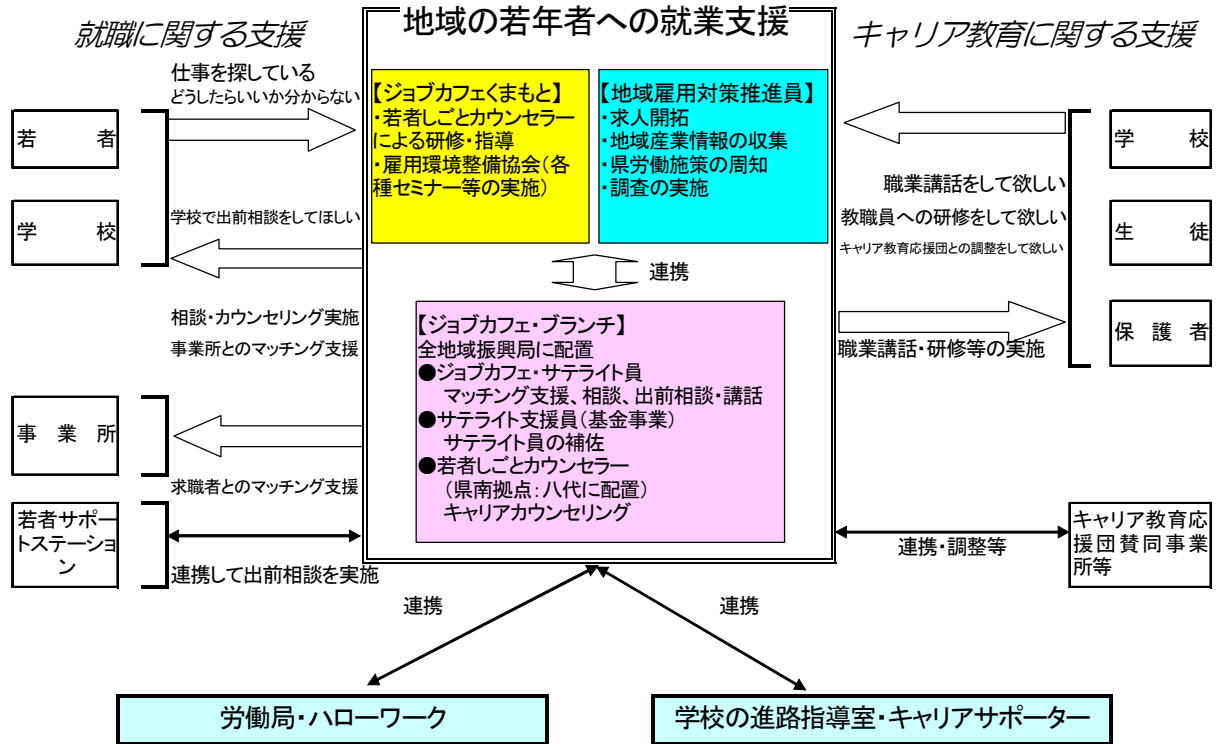 地域の若年者への就業支援
就職に関する支援
キャリア教育に関する支援
仕事を探している
どうしたらいいか分からない
若者
学校
学校で出前相談をしてほしい
相談・カウンセリング実施
事業所とのマッチング支援
事業所
求職者とのマッチング支援
若者サポー
トステーショ
ン
連携して出前相談を実施
【ジョブカフェくまもと】
・若者しごとカウンセラー
による研修・指導
・雇用環境整備協会(各
種セミナー等の実施)
【地域雇用対策推進員】
・求人開拓
・地域産業情報の収集
・県労働施策の周知
・調査の実施
連携
【ジョブカフェ・ブランチ】
全地域振興局に配置
●ジョブカフェ・サテライト員
マッチング支援、相談、出前相談・講話
●サテライト支援員(基金事業)
サテライト員の補佐
●若者しごとカウンセラー
(県南拠点:八代に配置)
キャリアカウンセリング
学校
職業講話をして欲しい
教職員への研修をして欲しい
キャリア教育応援団との調整をして欲しい
生徒
保護者
職業講話・研修等の実施
連携・調整等
キャリア教育応
援団賛同事業
所等
連携
連携
労働局・ハローワーク
学校の進路指導室・キャリアサポーター